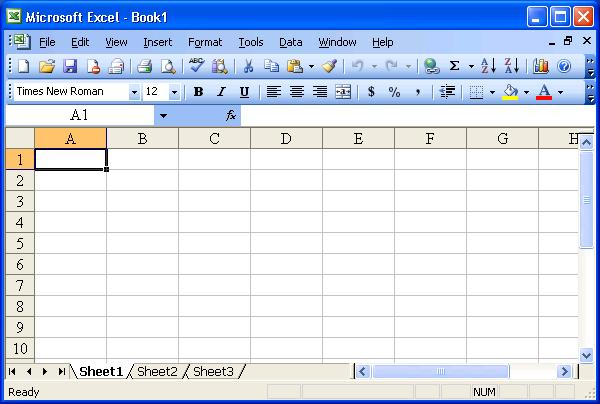 Microsoft Excel - Book1
File Edit View Insert Format Tools Data Window Help
ABC Σ A Z Z A ?
Times New Roman 12 B I U a $ % , A
A1 fx
A B C D E F G H
1
2
3
4
5
6
7
8
9
10
Sheet1 Sheet2 Sheet3
Ready NUM